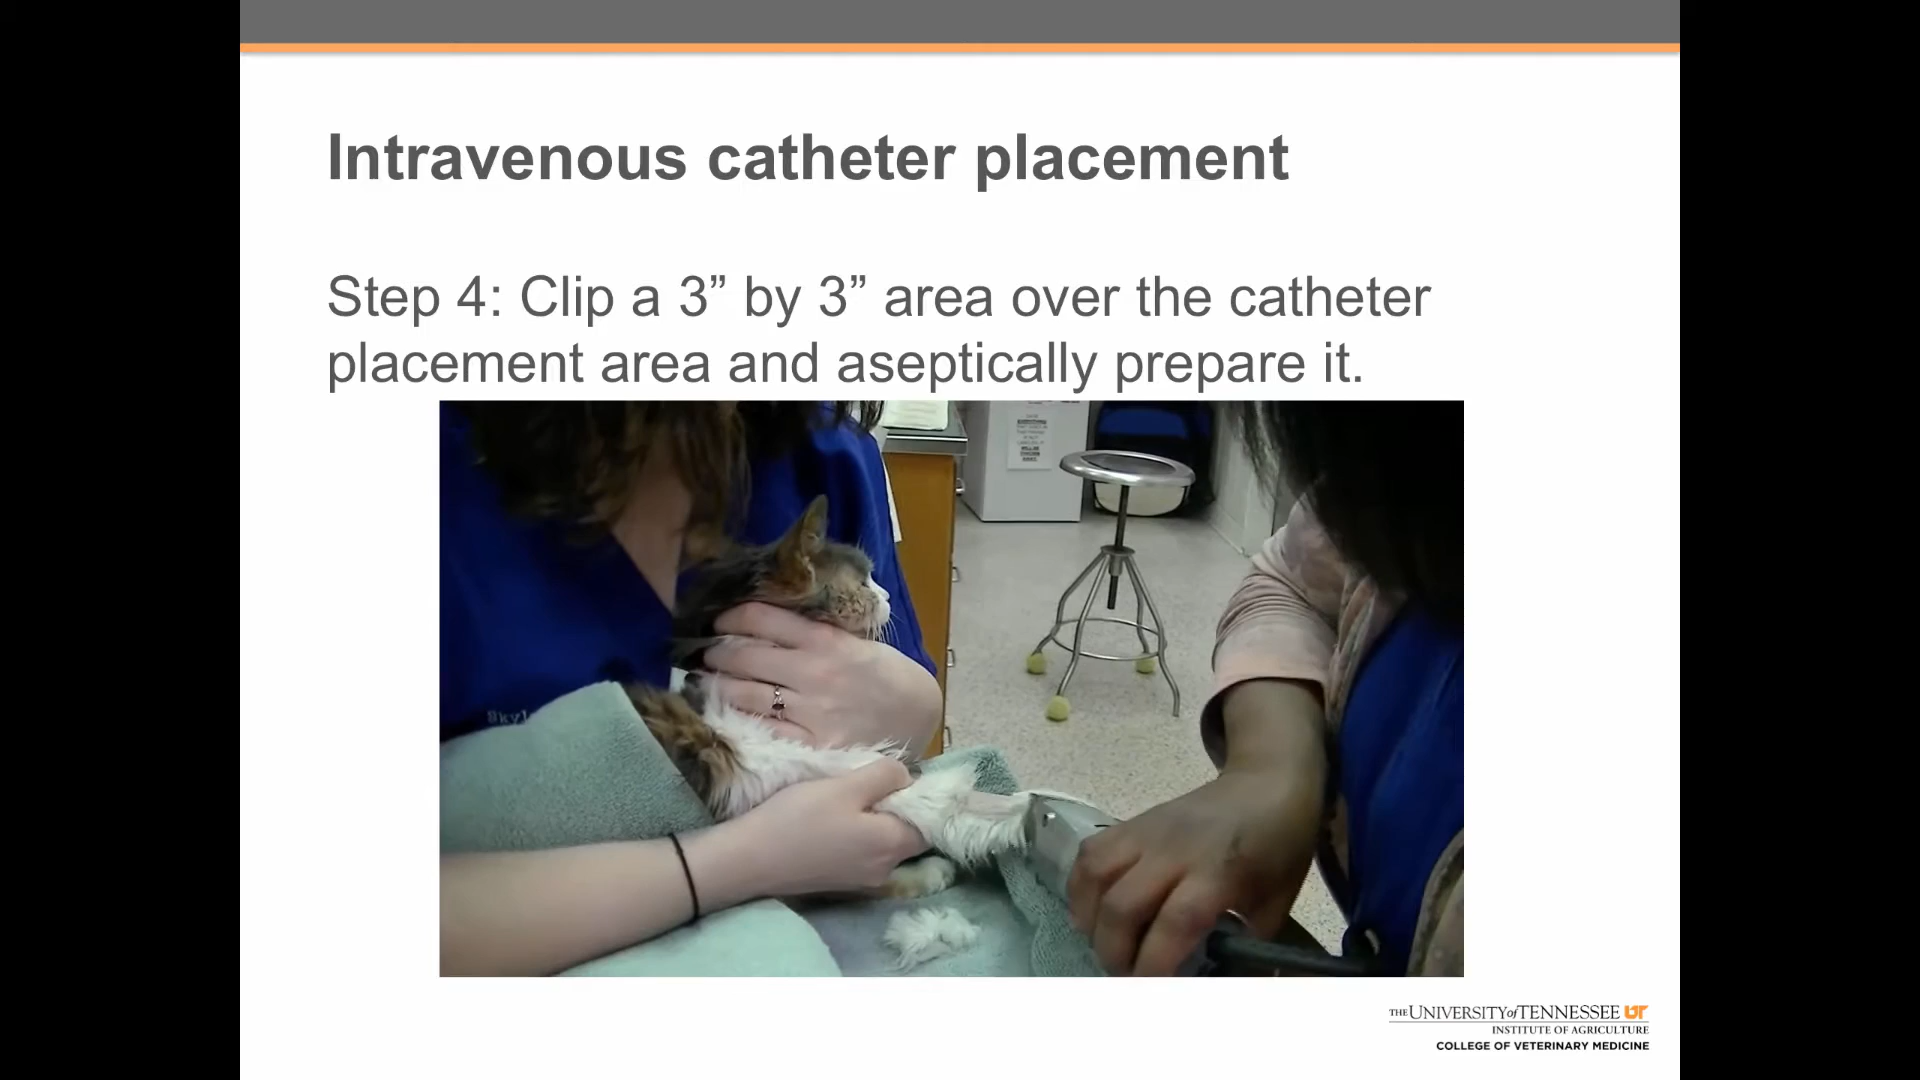 Intravenous catheter placement
Step 4: Clip a 3” by 3” area over the catheter
placement area and aseptically prepare it.
THE UNIVERSITY of TENNESSEE UT
INSTITUTE OF AGRICULTURE
COLLEGE OF VETERINARY MEDICINE